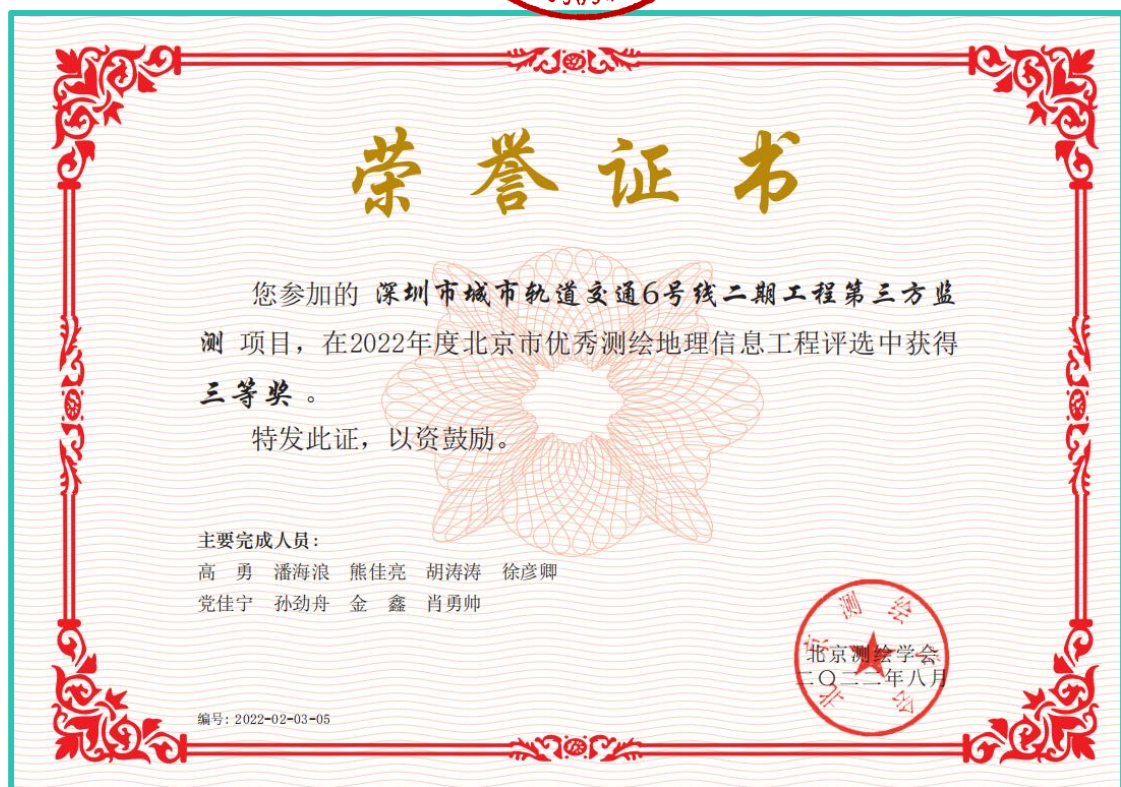 荣誉证书
您参加的 深圳市城市轨道交通6号线二期工程第三方监
测 项目，在2022年度北京市优秀测绘地理信息工程评选中获得
三等奖。
特发此证，以资鼓励。
主要完成人员：
高 勇 潘海浪 熊佳亮 胡涛涛 徐彦卿
党佳宁 孙劲舟 金 鑫 肖勇帅
北京测绘学会
北京测绘学会
二〇二二年八月
编号: 2022-02-03-05